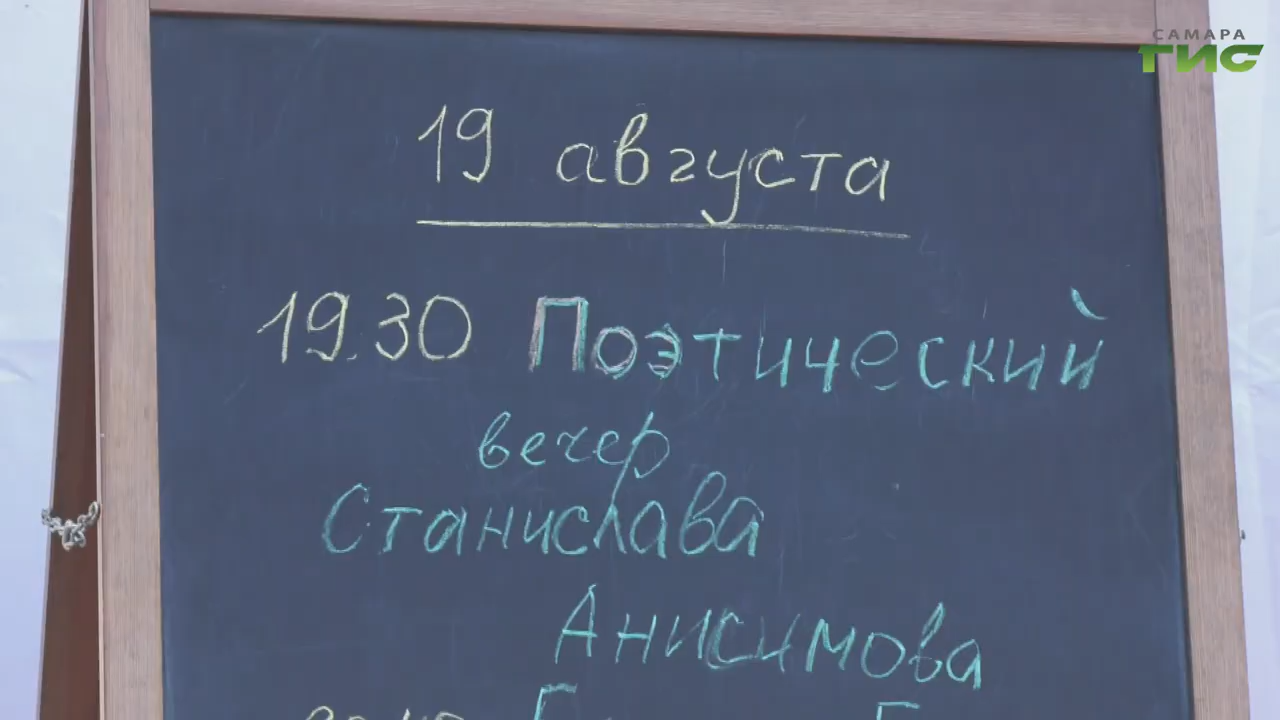 САМАРА
ГИС
19 августа
19.30 Поэтический
вечер
Станислава
Анисимова